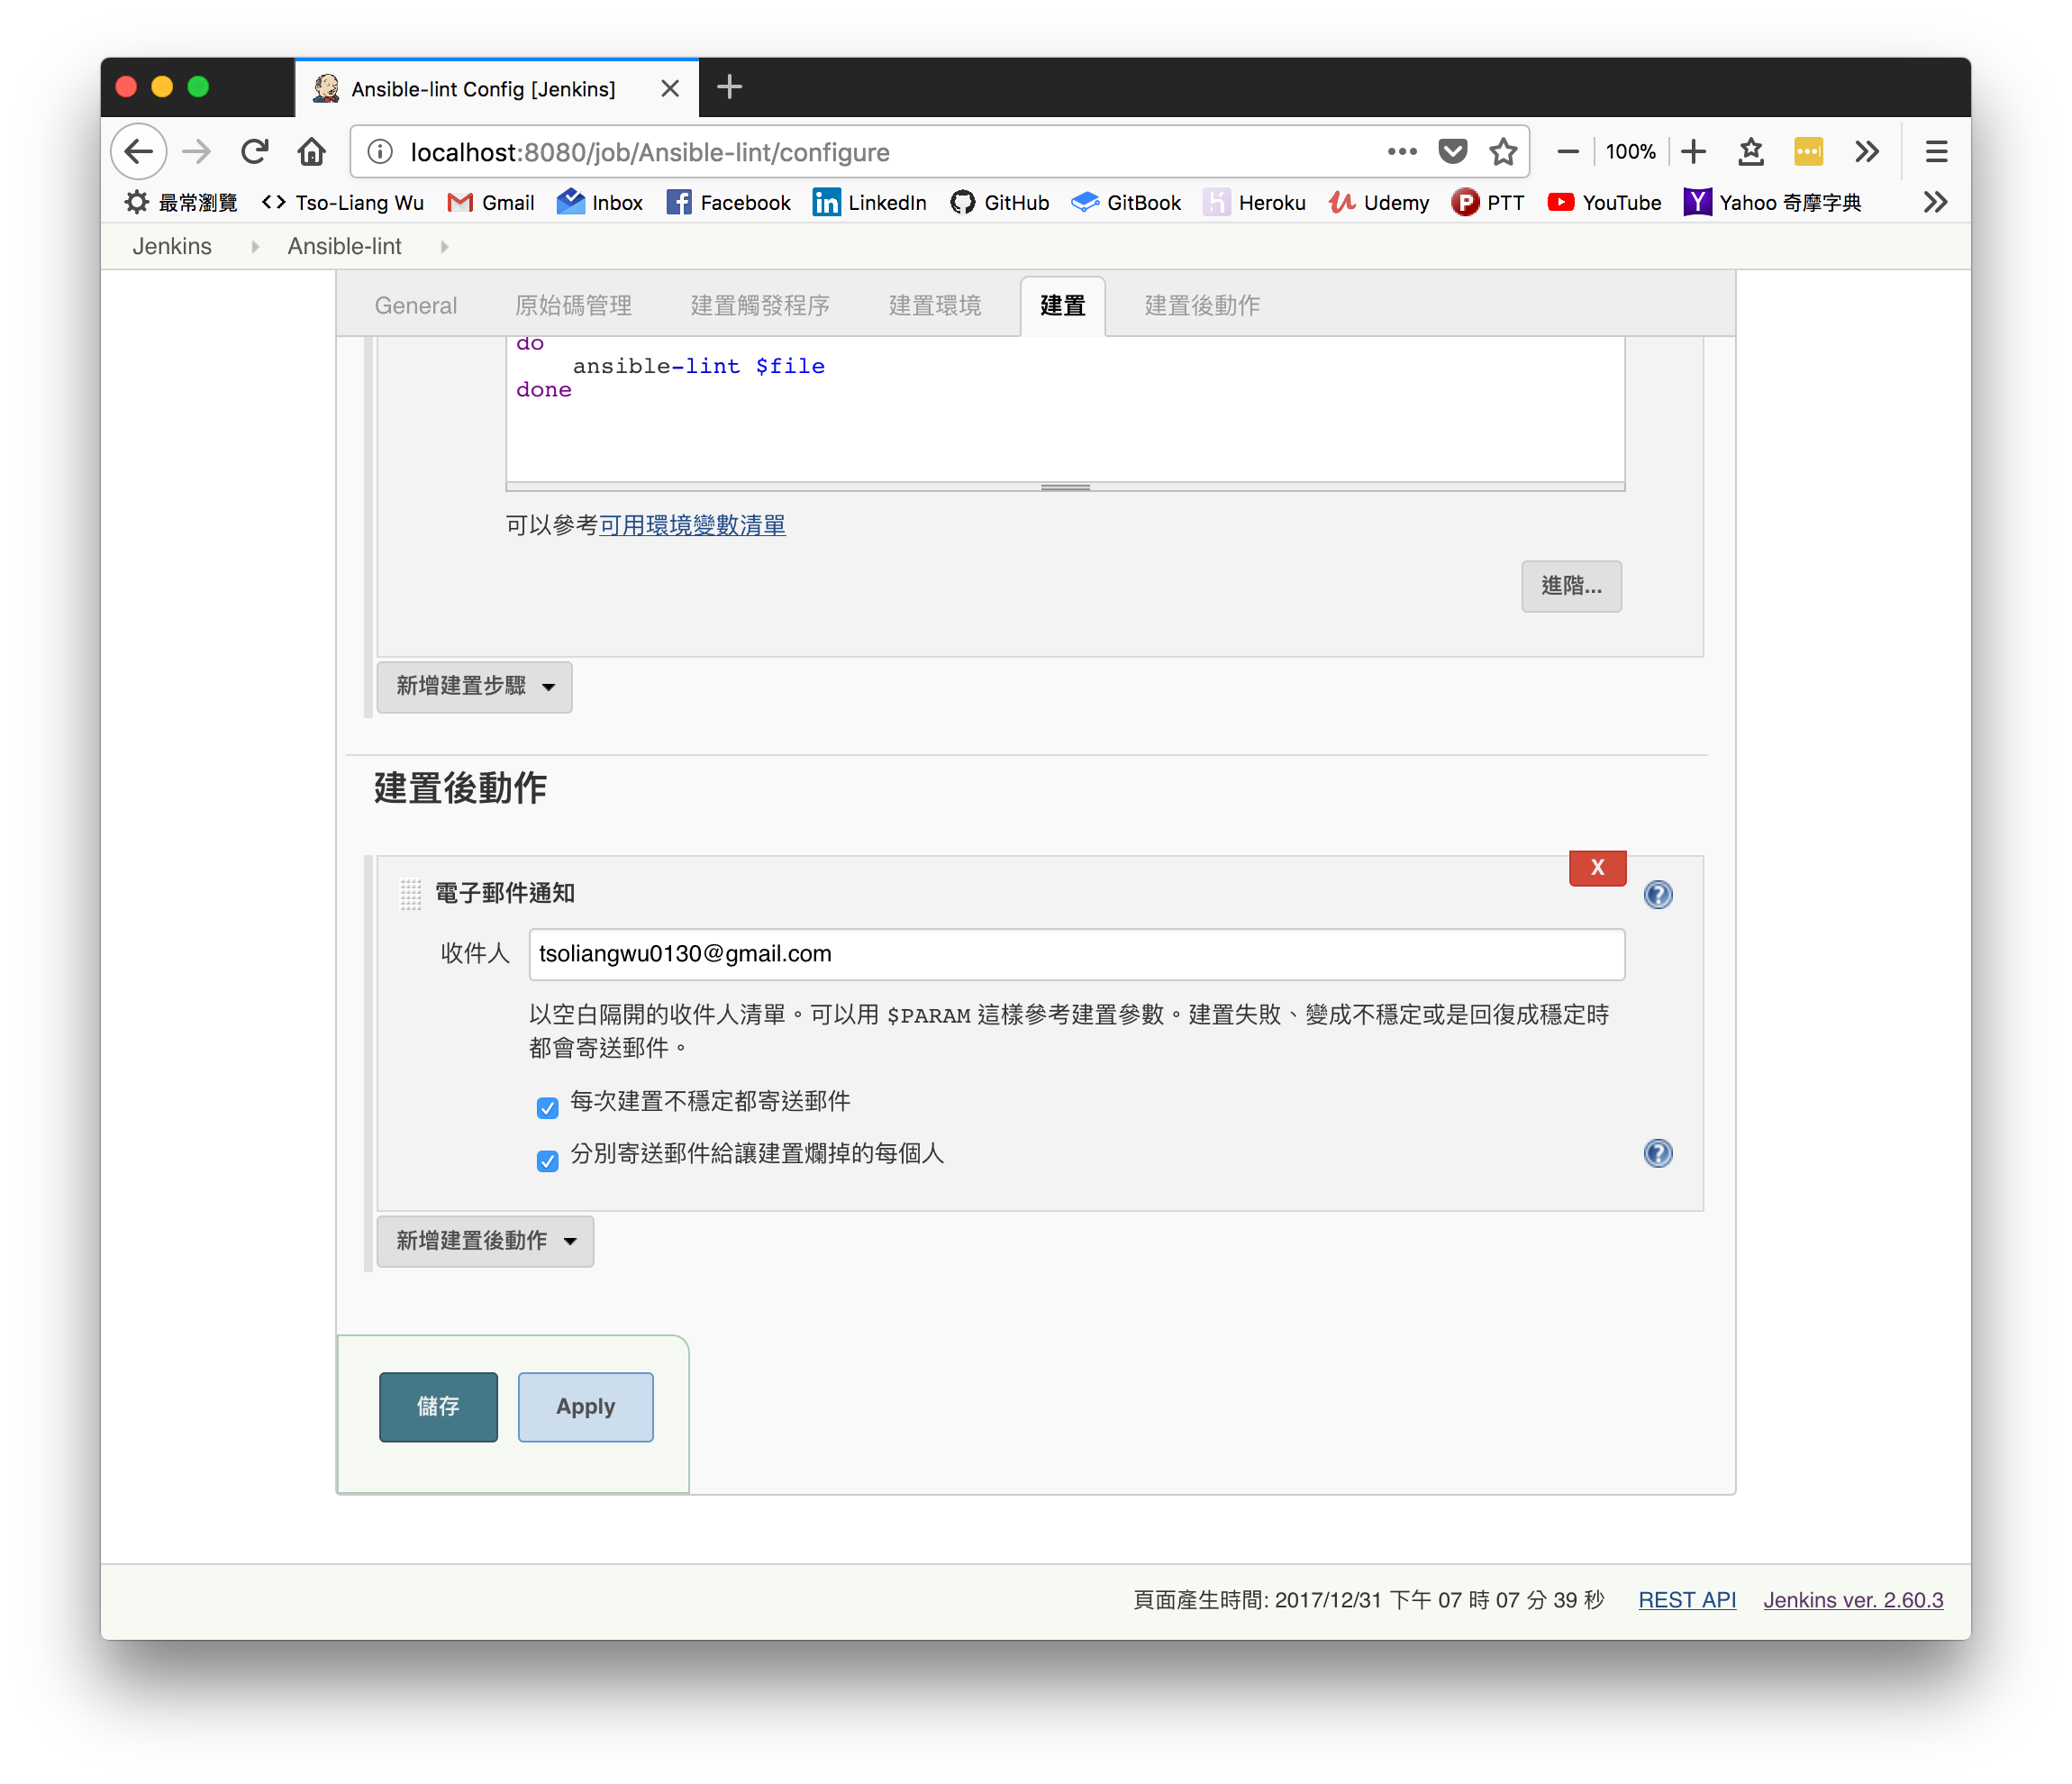 Ansible-lint Config [Jenkins]
localhost:8080/job/Ansible-lint/configure
100%
最常瀏覽 Tso-Liang Wu Gmail Inbox Facebook LinkedIn GitHub GitBook Heroku Udemy PTT YouTube Yahoo 奇摩字典
Jenkins Ansible-lint
General 原始碼管理 建置觸發程序 建置環境 建置 建置後動作
do
ansible-lint $file
done
可以參考可用環境變數清單
進階...
新增建置步驟
建置後動作
X
電子郵件通知
收件人 tsoliangwu0130@gmail.com
以空白隔開的收件人清單。可以用 $PARAM 這樣參考建置參數。建置失敗、變成不穩定或是回復成穩定時
都會寄送郵件。
每次建置不穩定都寄送郵件
分別寄送郵件給讓建置爛掉的每個人
新增建置後動作
儲存 Apply
頁面產生時間: 2017/12/31 下午 07 時 07 分 39 秒 REST API Jenkins ver. 2.60.3